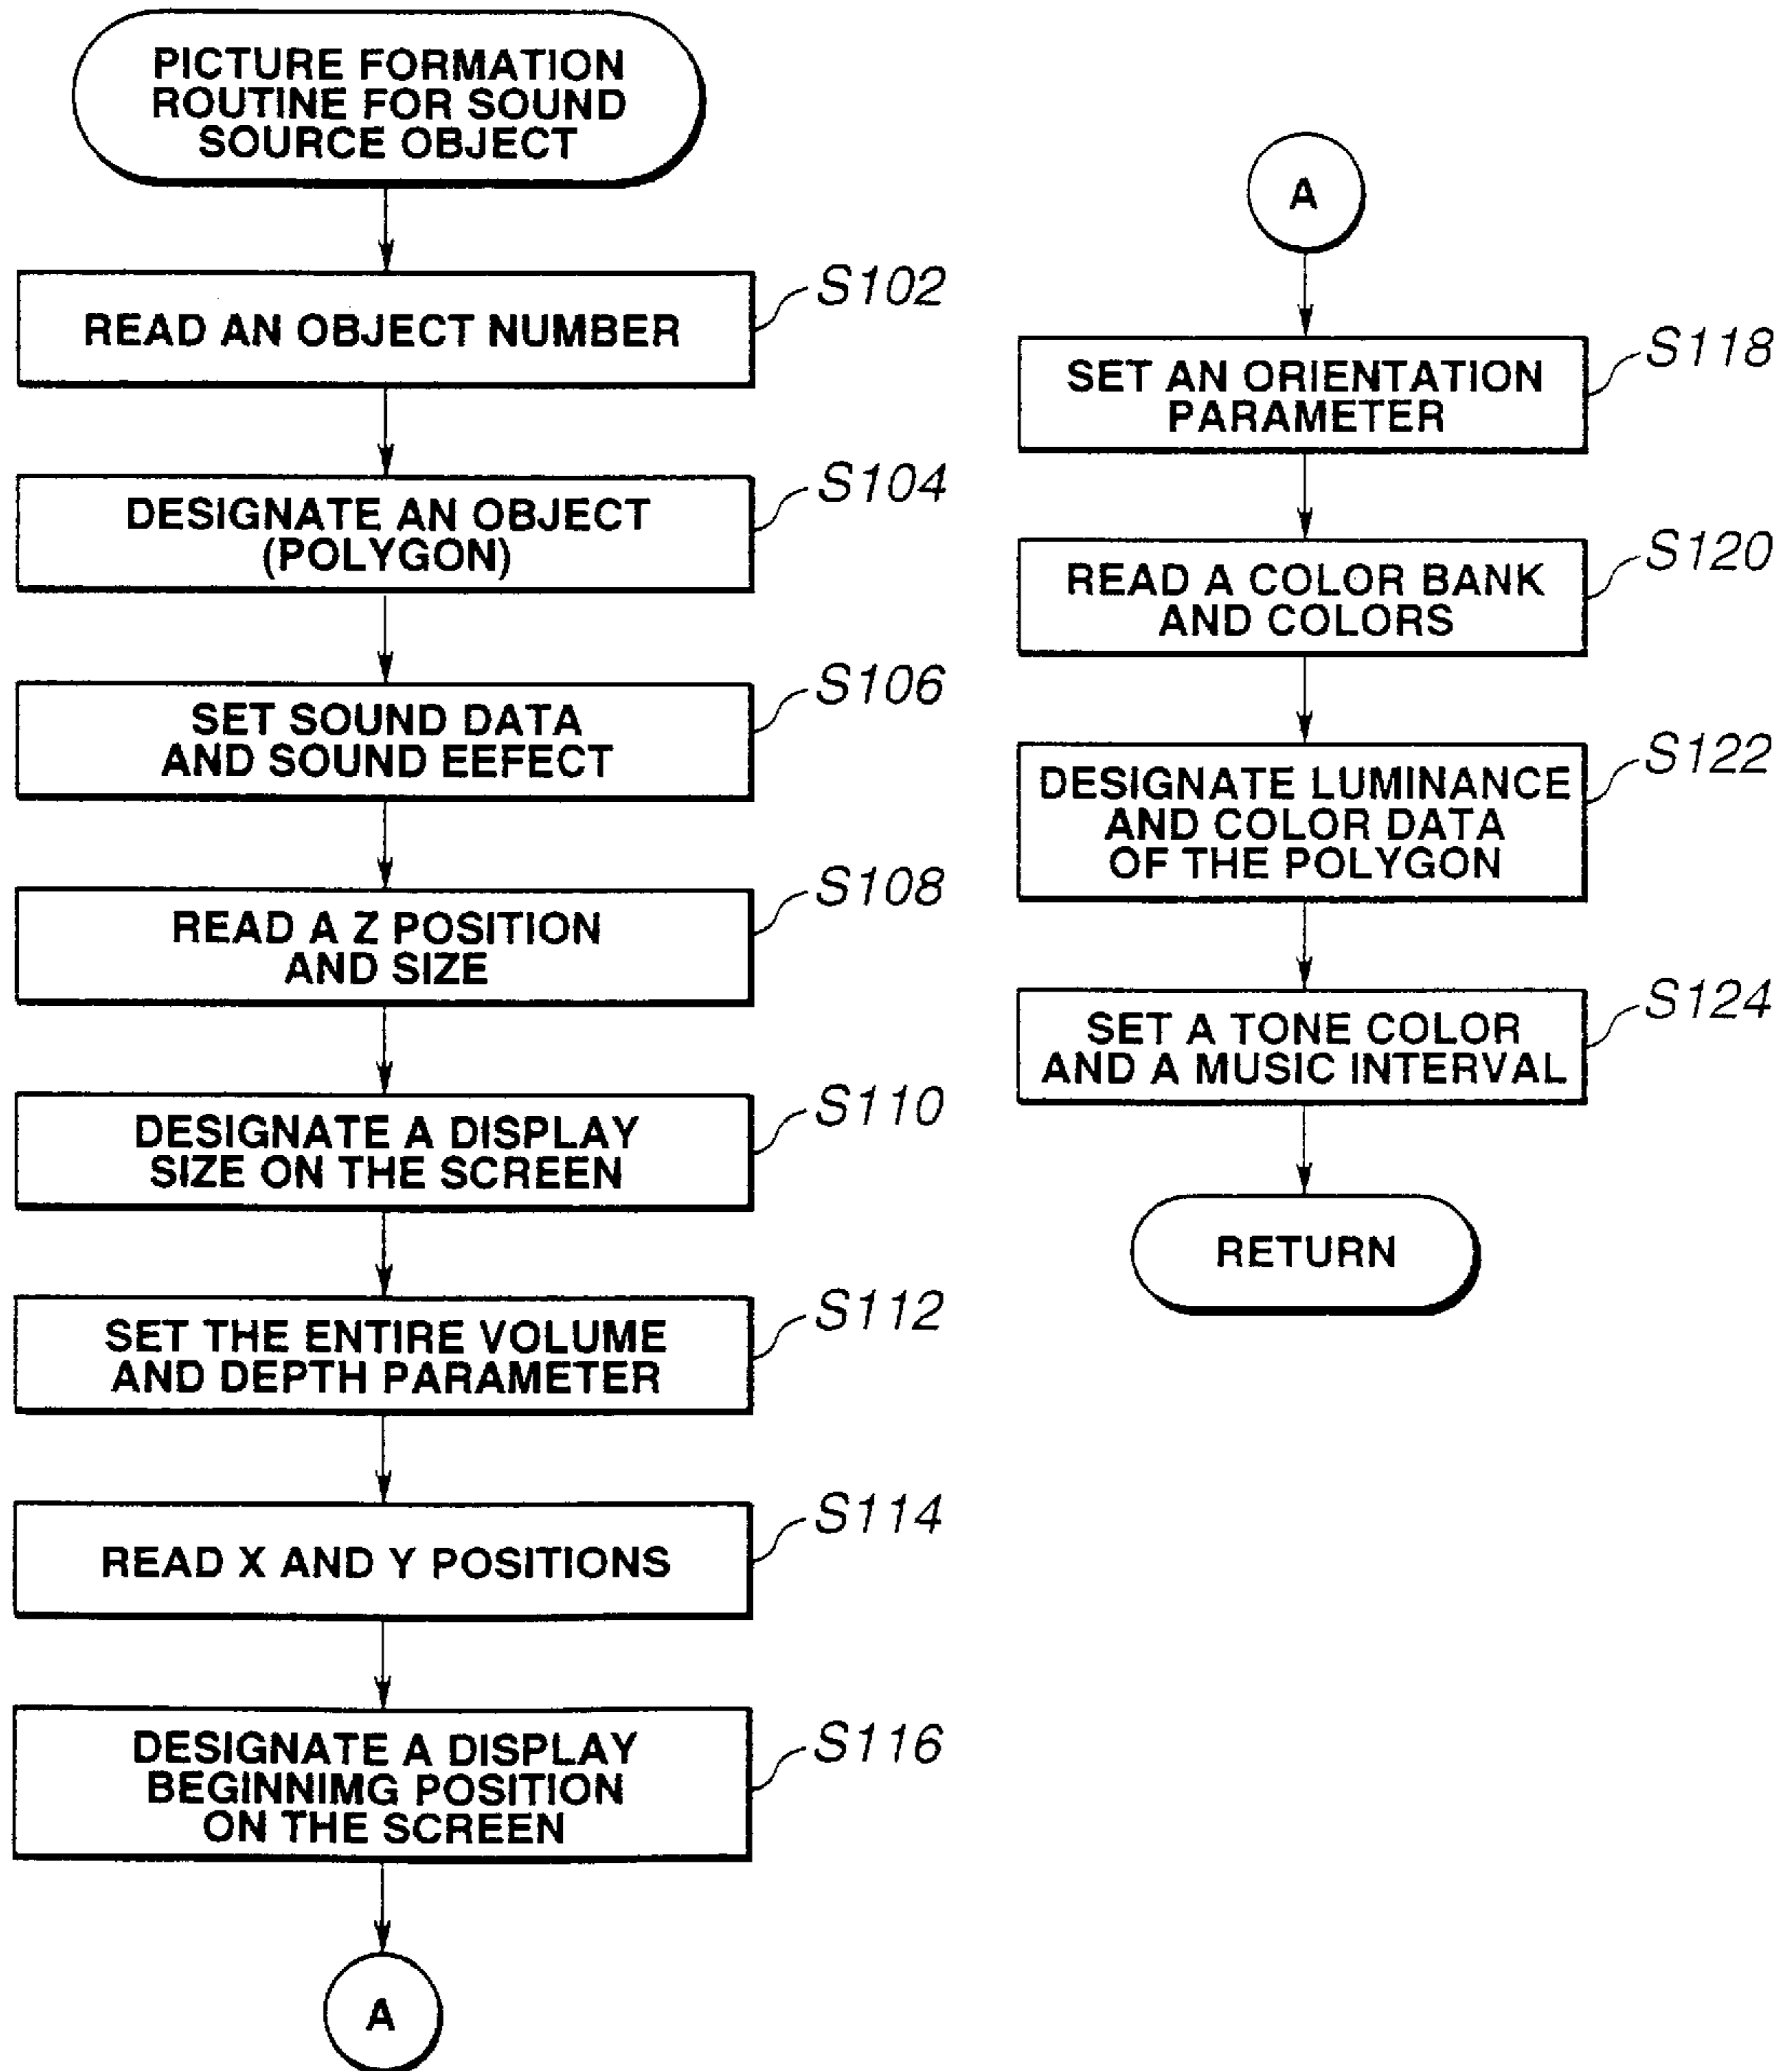 PICTURE FORMATION
ROUTINE FOR SOUND
SOURCE OBJECT
S102
READ AN OBJECT NUMBER
S104
DESIGNATE AN OBJECT
(POLYGON)
S106
SET SOUND DATA
AND SOUND EEFECT
S108
READ A Z POSITION
AND SIZE
S110
DESIGNATE A DISPLAY
SIZE ON THE SCREEN
S112
SET THE ENTIRE VOLUME
AND DEPTH PARAMETER
S114
READ X AND Y POSITIONS
S116
DESIGNATE A DISPLAY
BEGINNIMG POSITION
ON THE SCREEN
A
A
S118
SET AN ORIENTATION
PARAMETER
S120
READ A COLOR BANK
AND COLORS
S122
DESIGNATE LUMINANCE
AND COLOR DATA
OF THE POLYGON
S124
SET A TONE COLOR
AND A MUSIC INTERVAL
RETURN